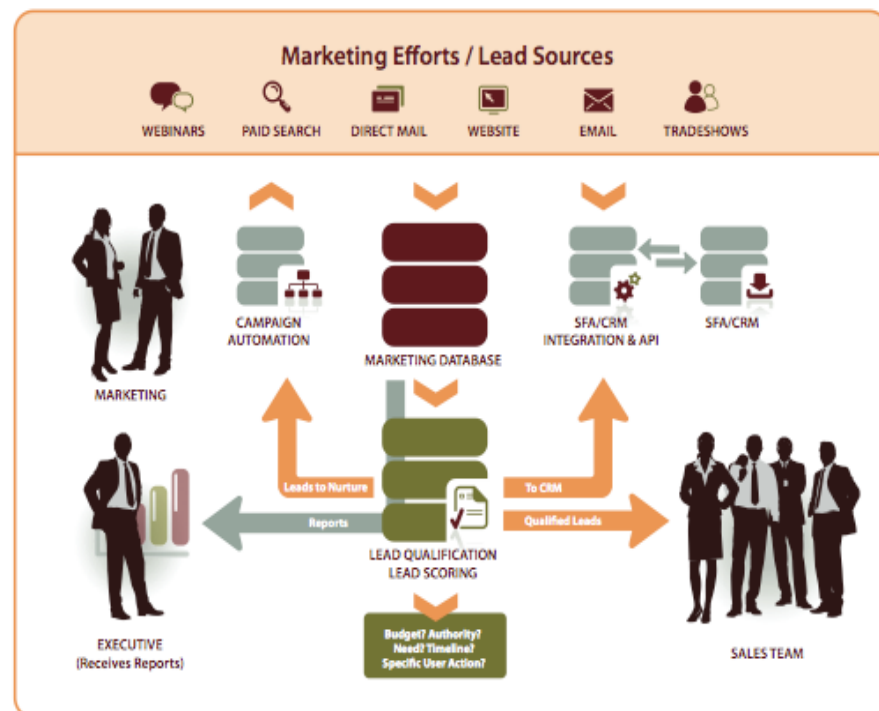 Marketing Efforts / Lead Sources
WEBINARS
PAID SEARCH
DIRECT MAIL
WEBSITE
EMAIL
TRADESHOWS
MARKETING
CAMPAIGN
AUTOMATION
MARKETING DATABASE
SFA/CRM
INTEGRATION & API
SFA/CRM
Leads to Nurture
To CRM
Reports
Qualified Leads
LEAD QUALIFICATION
LEAD SCORING
EXECUTIVE
(Receives Reports)
Budget? Authority?
Need? Timeline?
Specific User Action?
SALES TEAM